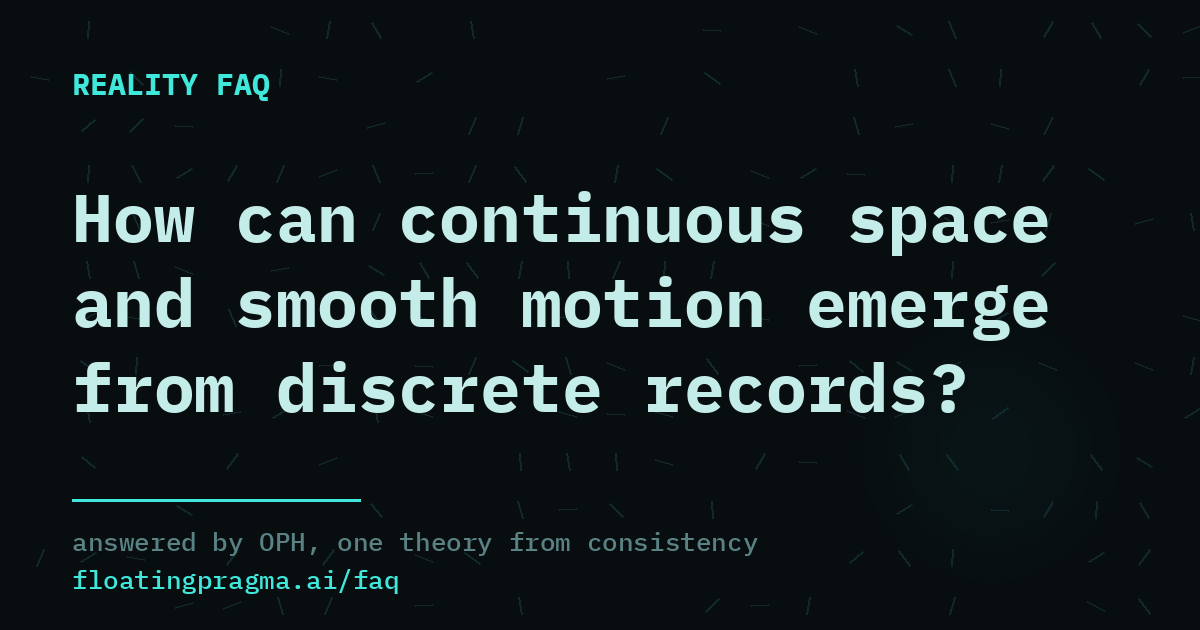 REALITY FAQ
How can continuous space
and smooth motion emerge
from discrete records?
answered by OPH, one theory from consistency
floatingpragma.ai/faq